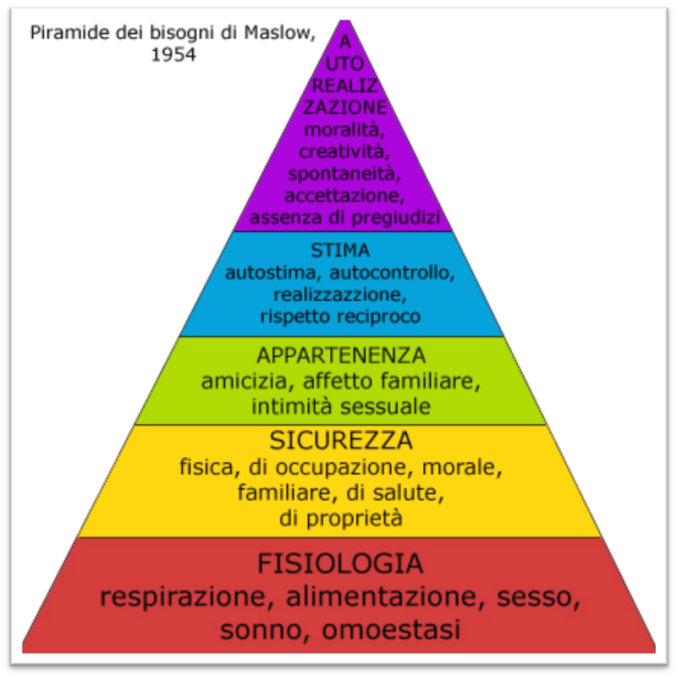 Piramide dei bisogni di Maslow,
1954
A
UTO
REALIZ
ZAZIONE
moralità,
creatività,
spontaneità,
accettazione,
assenza di pregiudizi
STIMA
autostima, autocontrollo,
realizzazzione,
rispetto reciproco
APPARTENENZA
amicizia, affetto familiare,
intimità sessuale
SICUREZZA
fisica, di occupazione, morale,
familiare, di salute,
di proprietà
FISIOLOGIA
respirazione, alimentazione, sesso,
sonno, omoestasi